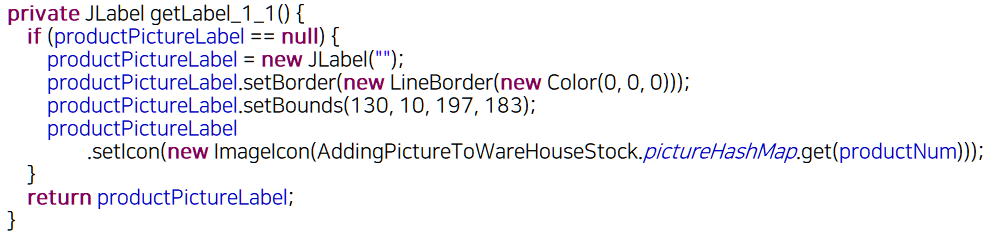 private JLabel getLabel_1_1() {
if (productPictureLabel == null) {
productPictureLabel = new JLabel("");
productPictureLabel.setBorder(new LineBorder(new Color(0, 0, 0)));
productPictureLabel.setBounds(130, 10, 197, 183);
productPictureLabel
.setIcon(new ImageIcon(AddingPictureToWareHouseStock.pictureHashMap.get(productNum)));
}
return productPictureLabel;
}